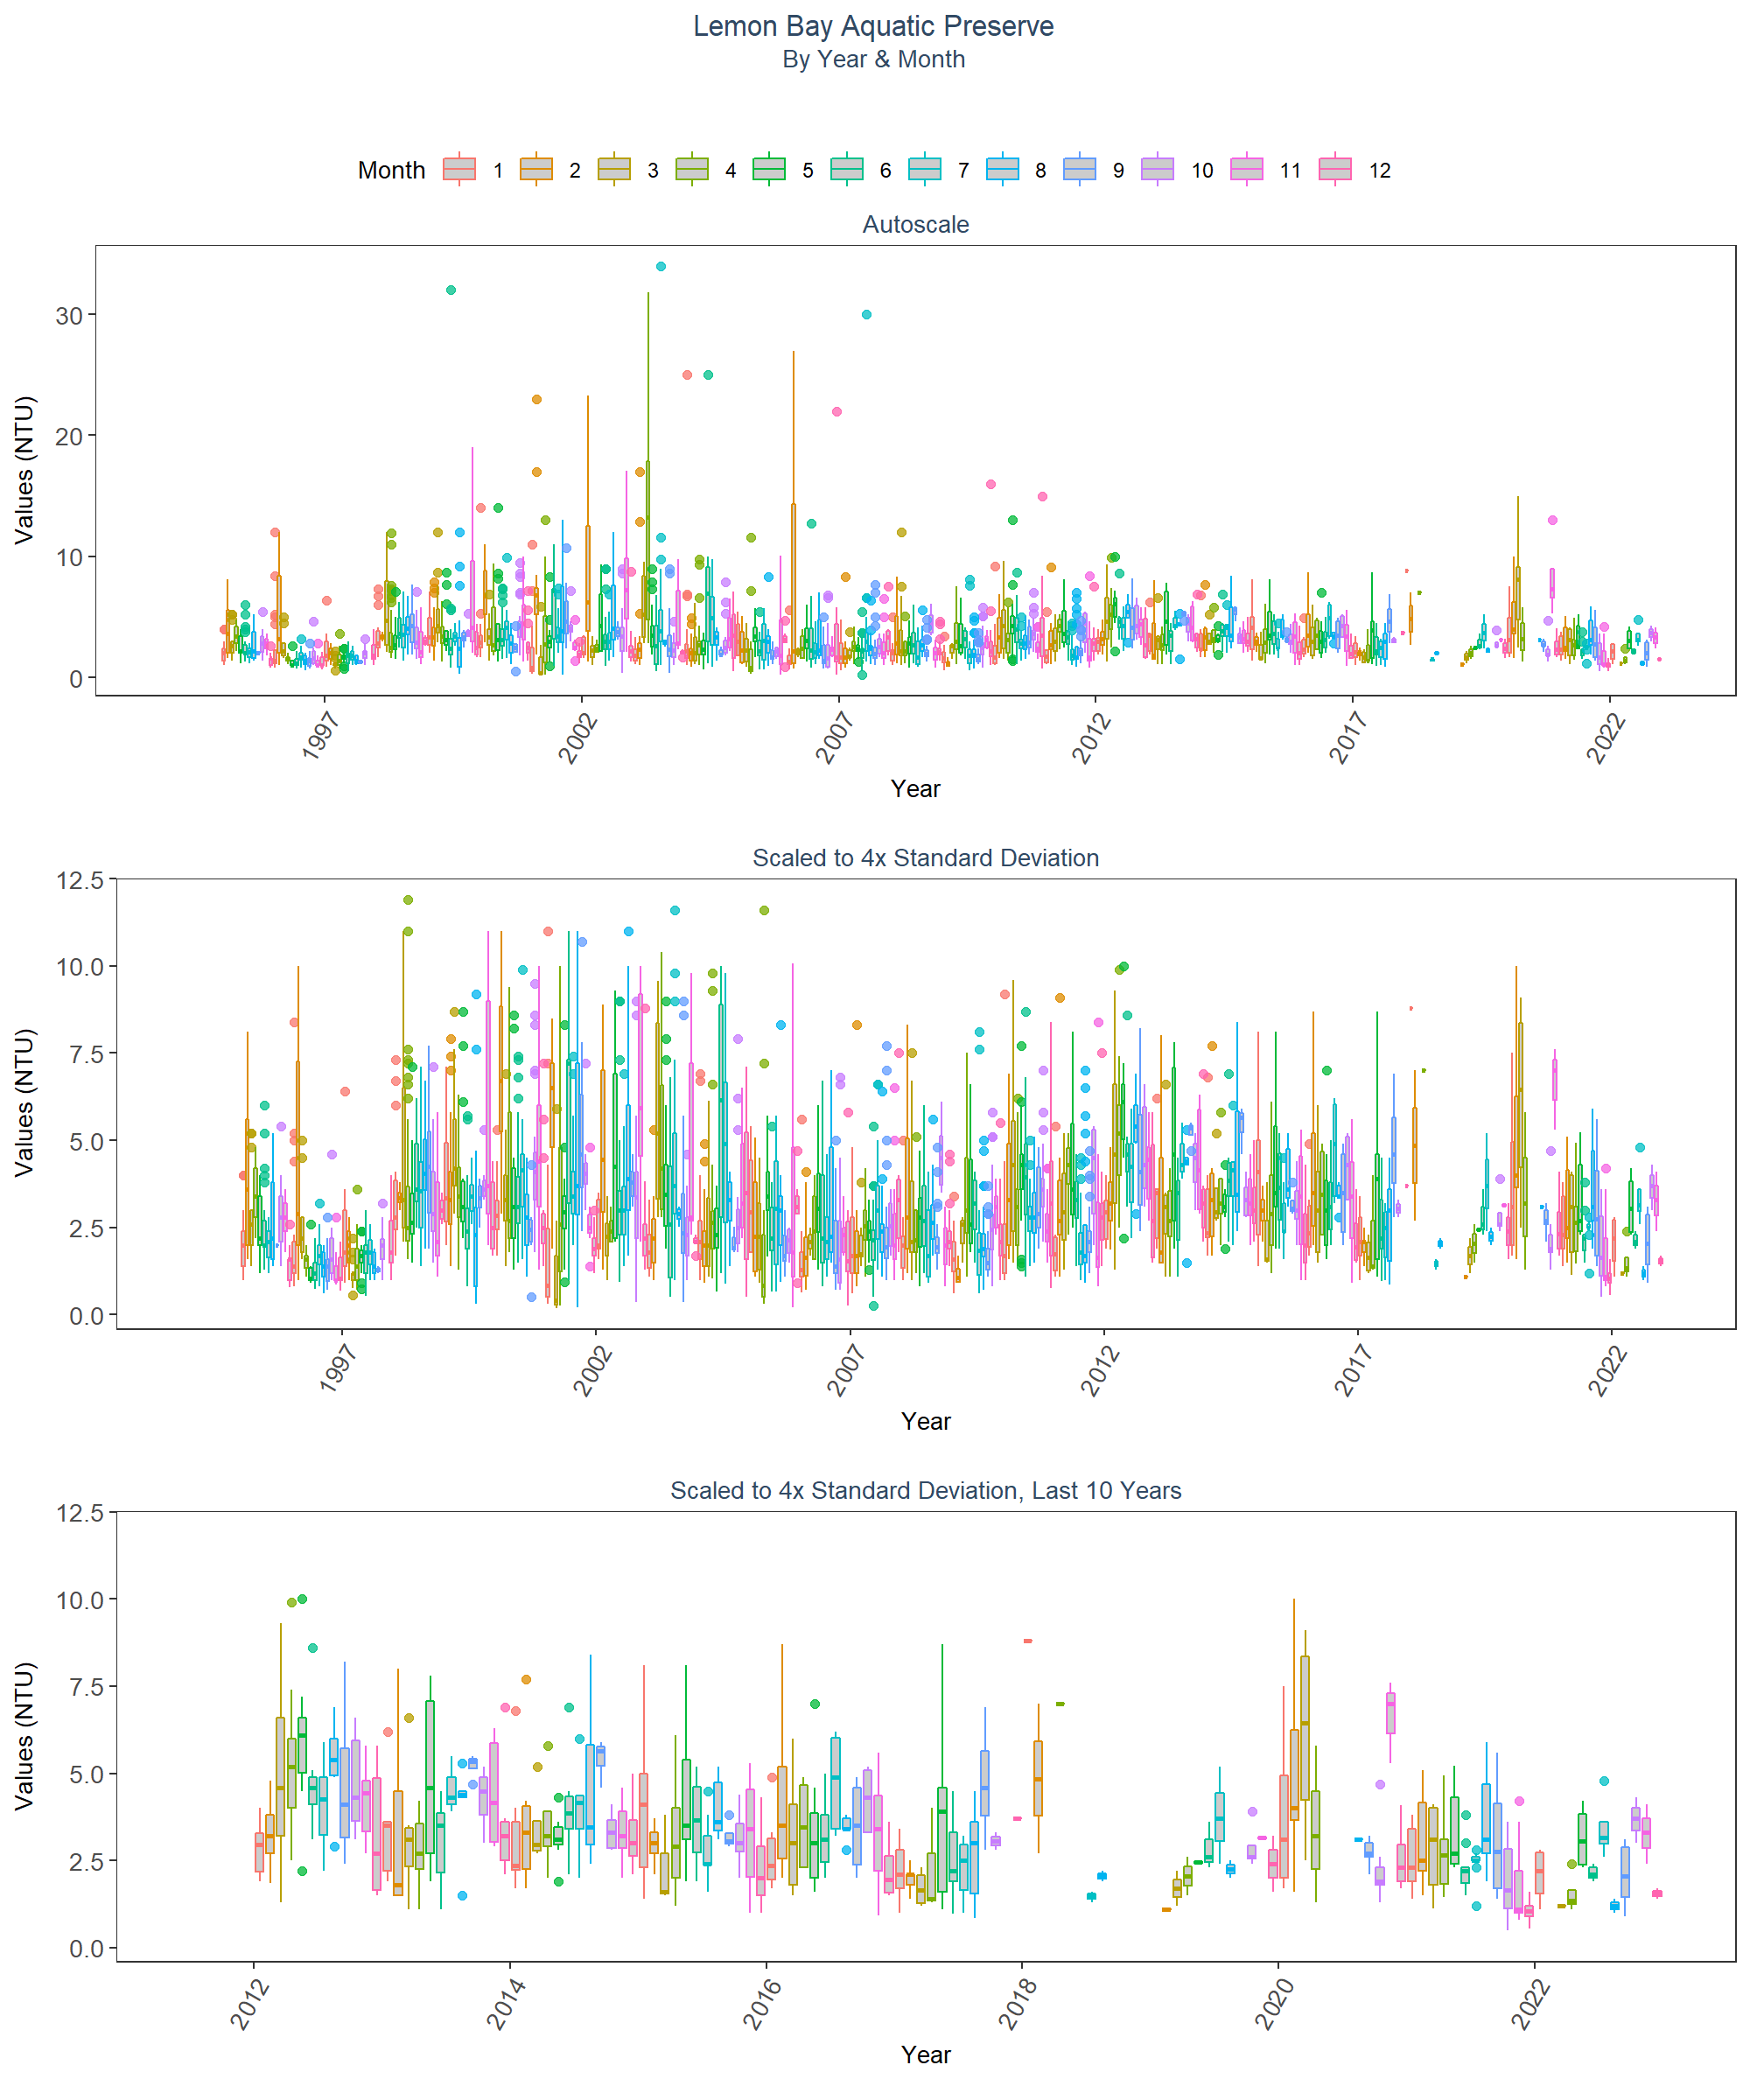 Lemon Bay Aquatic Preserve
By Year & Month
Month 1 2 3 4 5 6 7 8 9 10 11 12
Autoscale
30
20
10
0
Values (NTU)
1997 2002 2007 2012 2017 2022
Year
Scaled to 4x Standard Deviation
12.5
10.0
7.5
5.0
2.5
0.0
Values (NTU)
1997 2002 2007 2012 2017 2022
Year
Scaled to 4x Standard Deviation, Last 10 Years
12.5
10.0
7.5
5.0
2.5
0.0
Values (NTU)
2012 2014 2016 2018 2020 2022
Year